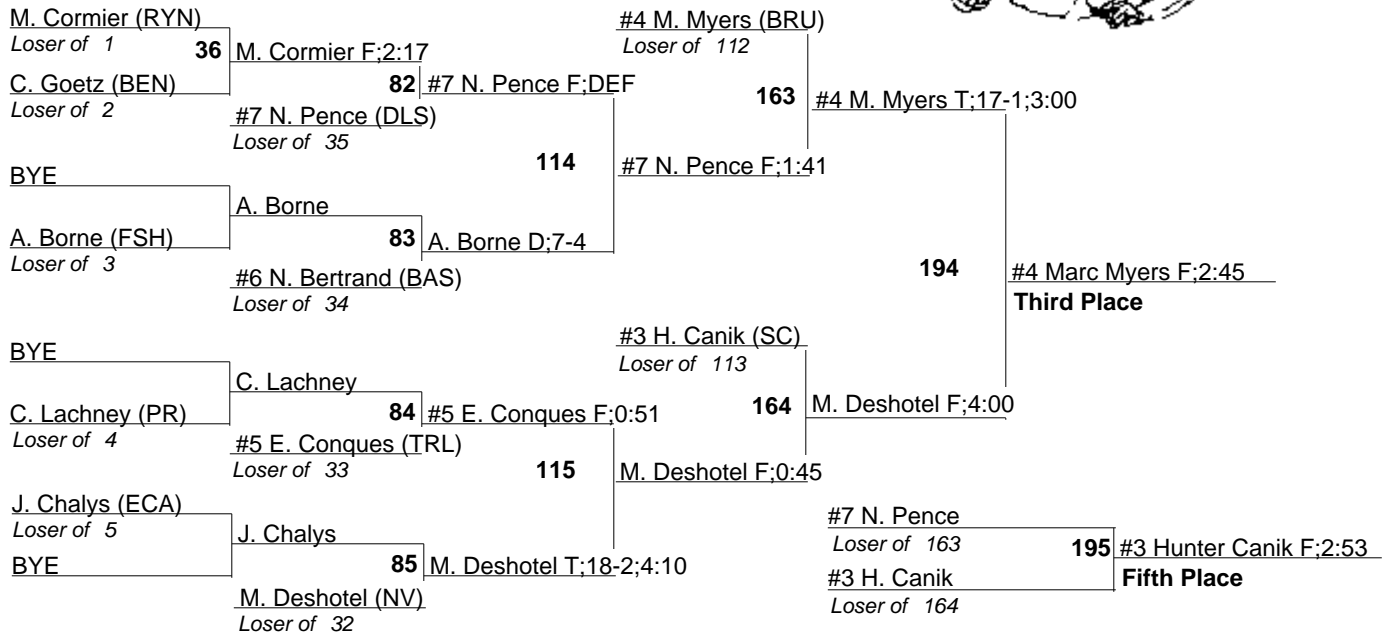 M. Cormier (RYN)
Loser of 1
36
M. Cormier F;2:17
C. Goetz (BEN)
Loser of 2
82
#7 N. Pence F;DEF
#7 N. Pence (DLS)
Loser of 35
114
#7 N. Pence F;1:41
BYE
A. Borne
A. Borne (FSH)
Loser of 3
83
A. Borne D;7-4
#6 N. Bertrand (BAS)
Loser of 34
#4 M. Myers (BRU)
Loser of 112
163
#4 M. Myers T;17-1;3:00
BYE
C. Lachney
C. Lachney (PR)
Loser of 4
84
#5 E. Conques F;0:51
#5 E. Conques (TRL)
Loser of 33
115
M. Deshotel F;0:45
J. Chalys (ECA)
Loser of 5
J. Chalys
BYE
85
M. Deshotel T;18-2;4:10
M. Deshotel (NV)
Loser of 32
#3 H. Canik (SC)
Loser of 113
164
M. Deshotel F;4:00
194
#4 Marc Myers F;2:45
Third Place
#7 N. Pence
Loser of 163
195
#3 Hunter Canik F;2:53
#3 H. Canik
Loser of 164
Fifth Place